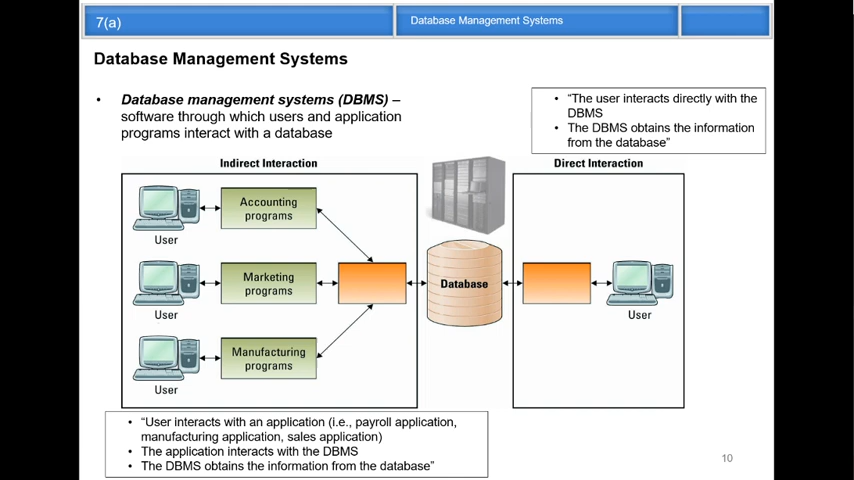 7(a)
Database Management Systems
Database Management Systems
• Database management systems (DBMS) –
software through which users and application
programs interact with a database
• “The user interacts directly with the
DBMS
• The DBMS obtains the information
from the database”
Indirect Interaction
Direct Interaction
Accounting
programs
User
Marketing
programs
Database
User
User
Manufacturing
programs
User
• “User interacts with an application (i.e., payroll application,
manufacturing application, sales application)
• The application interacts with the DBMS
• The DBMS obtains the information from the database”
10